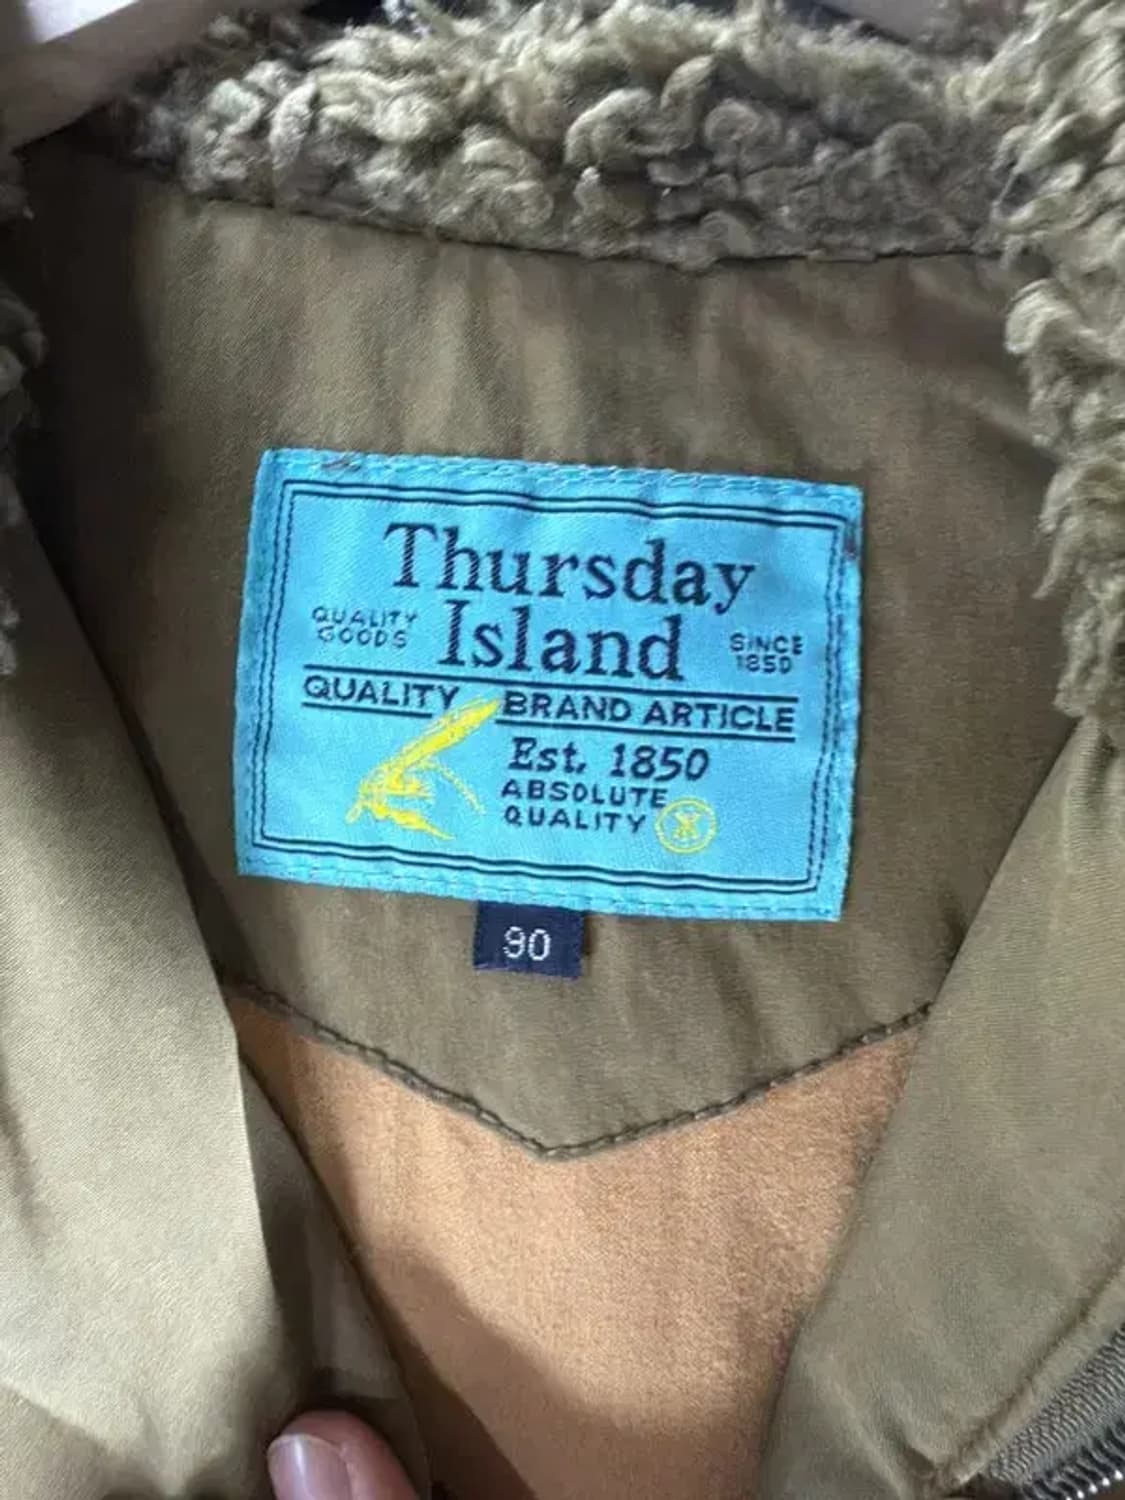 Thursday
Island
QUALITY
GOODS
SINCE
1850
QUALITY BRAND ARTICLE
Est. 1850
ABSOLUTE
QUALITY
90